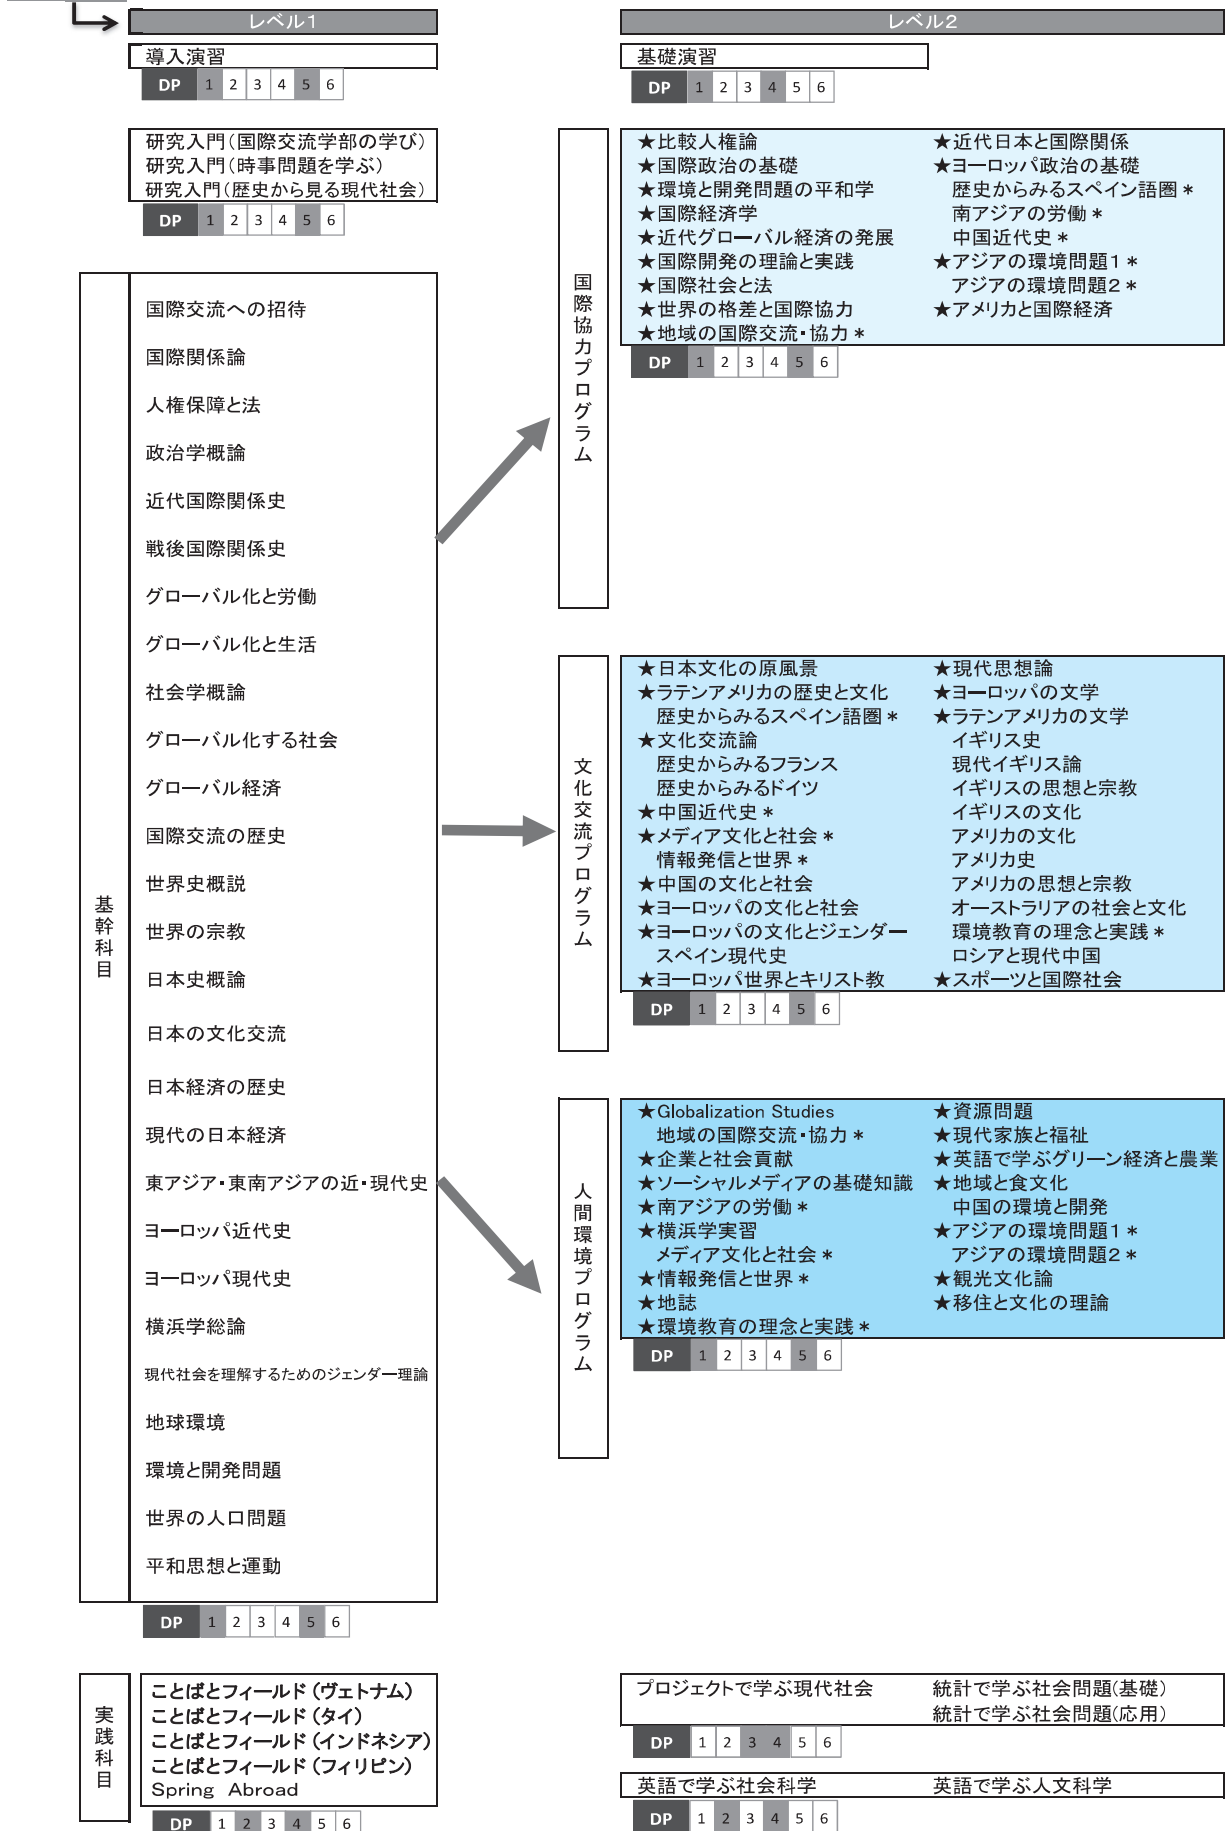 レベル1
導入演習
DP 1 2 3 4 5 6
研究入門(国際交流学部の学び)
研究入門(時事問題を学ぶ)
研究入門(歴史から見る現代社会)
DP 1 2 3 4 5 6
基幹科目
国際交流への招待
国際関係論
人権保障と法
政治学概論
近代国際関係史
戦後国際関係史
グローバル化と労働
グローバル化と生活
社会学概論
グローバル化する社会
グローバル経済
国際交流の歴史
世界史概説
世界の宗教
日本史概論
日本の文化交流
日本経済の歴史
現代の日本経済
東アジア・東南アジアの近・現代史
ヨーロッパ近代史
ヨーロッパ現代史
横浜学総論
現代社会を理解するためのジェンダー理論
地球環境
環境と開発問題
世界の人口問題
平和思想と運動
DP 1 2 3 4 5 6
実践科目
ことばとフィールド(ヴェトナム)
ことばとフィールド(タイ)
ことばとフィールド(インドネシア)
ことばとフィールド(フィリピン)
Spring Abroad
DP 1 2 3 4 5 6
レベル2
基礎演習
DP 1 2 3 4 5 6
国際協力プログラム
★比較人権論
★国際政治の基礎
★環境と開発問題の平和学
★国際経済学
★近代グローバル経済の発展
★国際開発の理論と実践
★国際社会と法
★世界の格差と国際協力
★地域の国際交流・協力*
★近代日本と国際関係
★ヨーロッパ政治の基礎
歴史からみるスペイン語圏*
南アジアの労働*
中国近代史*
★アジアの環境問題1*
アジアの環境問題2*
★アメリカと国際経済
DP 1 2 3 4 5 6
文化交流プログラム
★日本文化の原風景
★ラテンアメリカの歴史と文化
歴史からみるスペイン語圏*
★文化交流論
歴史からみるフランス
歴史からみるドイツ
★中国近代史*
★メディア文化と社会*
情報発信と世界*
★中国の文化と社会
★ヨーロッパの文化と社会
★ヨーロッパの文化とジェンダー
スペイン現代史
★ヨーロッパ世界とキリスト教
★現代思想論
★ヨーロッパの文学
★ラテンアメリカの文学
イギリス史
現代イギリス論
イギリスの思想と宗教
イギリスの文化
アメリカの文化
アメリカ史
アメリカの思想と宗教
オーストラリアの社会と文化
環境教育の理念と実践*
ロシアと現代中国
★スポーツと国際社会
DP 1 2 3 4 5 6
人間環境プログラム
★Globalization Studies
地域の国際交流・協力*
★企業と社会貢献
★ソーシャルメディアの基礎知識
★南アジアの労働*
★横浜学実習
メディア文化と社会*
★情報発信と世界*
★地誌
★環境教育の理念と実践*
★資源問題
★現代家族と福祉
★英語で学ぶグリーン経済と農業
★地域と食文化
中国の環境と開発
★アジアの環境問題1*
アジアの環境問題2*
★観光文化論
★移住と文化の理論
DP 1 2 3 4 5 6
プロジェクトで学ぶ現代社会
統計で学ぶ社会問題(基礎)
統計で学ぶ社会問題(応用)
DP 1 2 3 4 5 6
英語で学ぶ社会科学
英語で学ぶ人文科学
DP 1 2 3 4 5 6